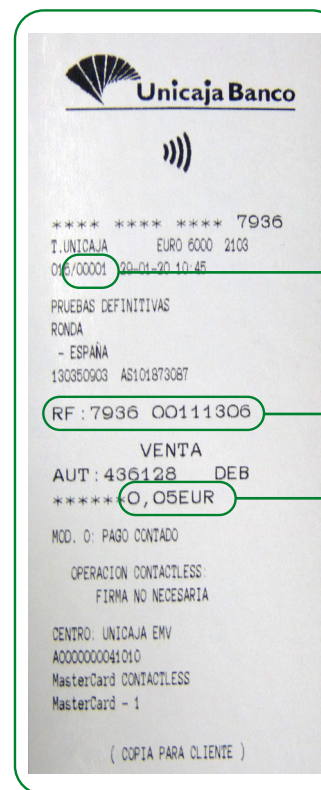 Unicaja Banco
**** **** **** 7936
T.UNICAJA EURO 6000 2103
016/00001 29-01-20 10:45
PRUEBAS DEFINITIVAS
RONDA
- ESPAÑA
130350903 AS101873087
RF:7936 00111306
VENTA
AUT:436128 DEB
******0,05EUR
MOD. O: PAGO CONTADO
OPERACION CONTACTLESS:
FIRMA NO NECESARIA
CENTRO: UNICAJA EMV
A0000000041010
MasterCard CONTACTLESS
MasterCard - 1
( COPIA PARA CLIENTE )